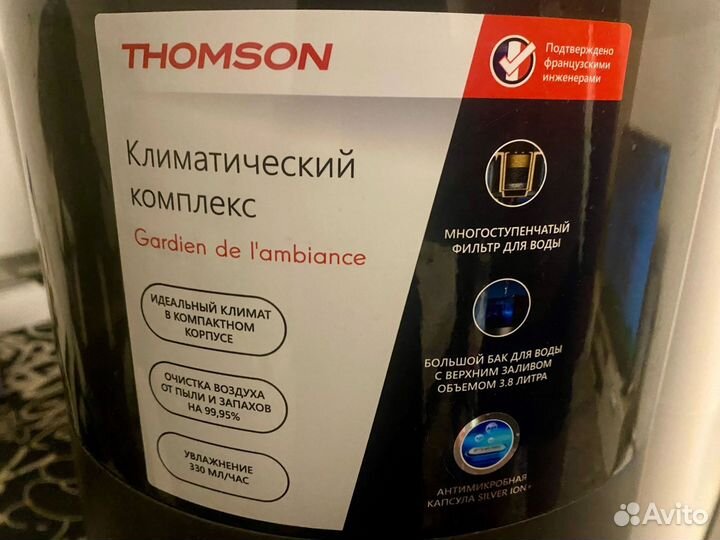 THOMSON
Подтверждено
французскими
инженерами
Климатический
комплекс
Gardien de l'ambiance
ИДЕАЛЬНЫЙ КЛИМАТ
В КОМПАКТНОМ
КОРПУСЕ
ОЧИСТКА ВОЗДУХА
ОТ ПЫЛИ И ЗАПАХОВ
НА 99,95%
УВЛАЖНЕНИЕ
330 МЛ/ЧАС
МНОГОСТУПЕНЧАТЫЙ
ФИЛЬТР ДЛЯ ВОДЫ
БОЛЬШОЙ БАК ДЛЯ ВОДЫ
С ВЕРХНИМ ЗАЛИВОМ
ОБЪЕМОМ 3.8 ЛИТРА
АНТИМИКРОБНАЯ
КАПСУЛА SILVER ION+
Avito